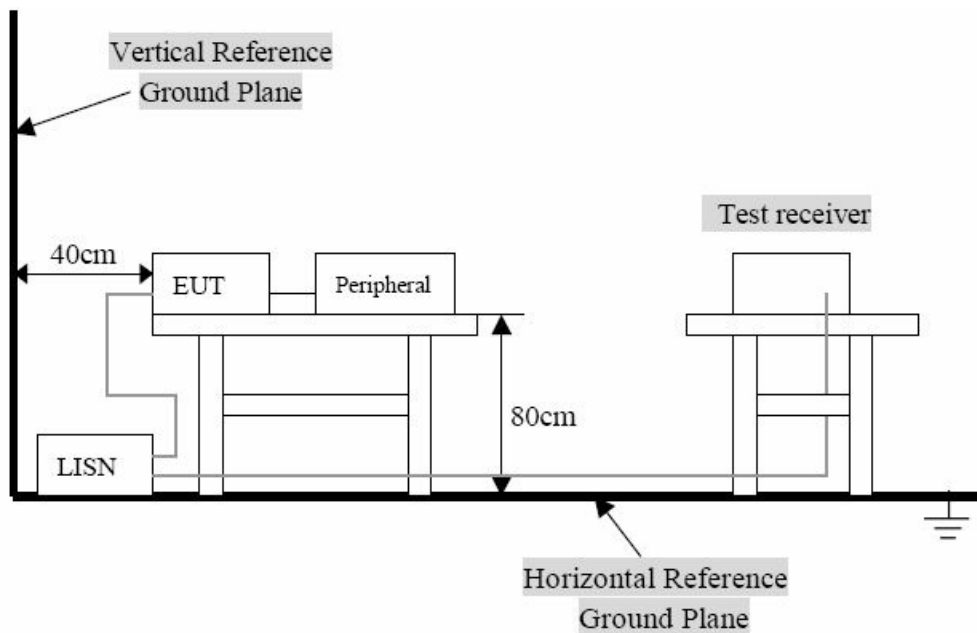 Vertical Reference
Ground Plane
Test receiver
40cm
EUT
Peripheral
80cm
LISN
Horizontal Reference
Ground Plane